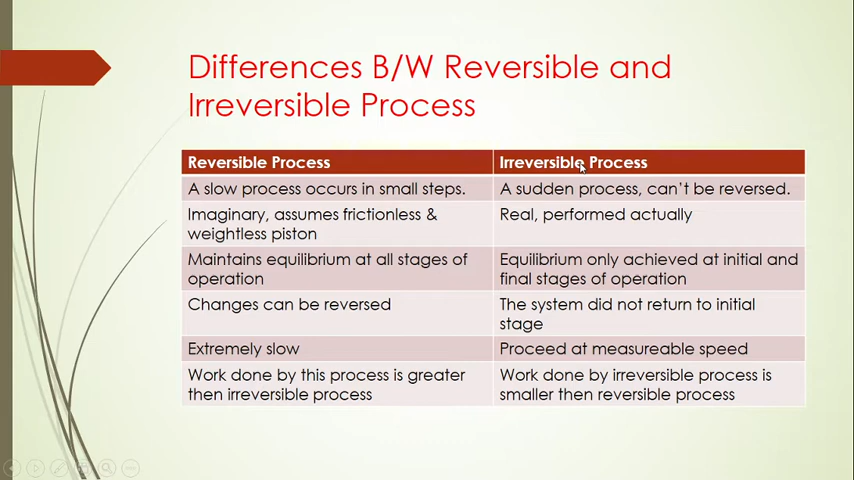 Differences B/W Reversible and
Irreversible Process
Reversible Process
Irreversible Process
A slow process occurs in small steps.
A sudden process, can't be reversed.
Imaginary, assumes frictionless &
weightless piston
Real, performed actually
Maintains equilibrium at all stages of
operation
Equilibrium only achieved at initial and
final stages of operation
Changes can be reversed
The system did not return to initial
stage
Extremely slow
Proceed at measureable speed
Work done by this process is greater
then irreversible process
Work done by irreversible process is
smaller then reversible process